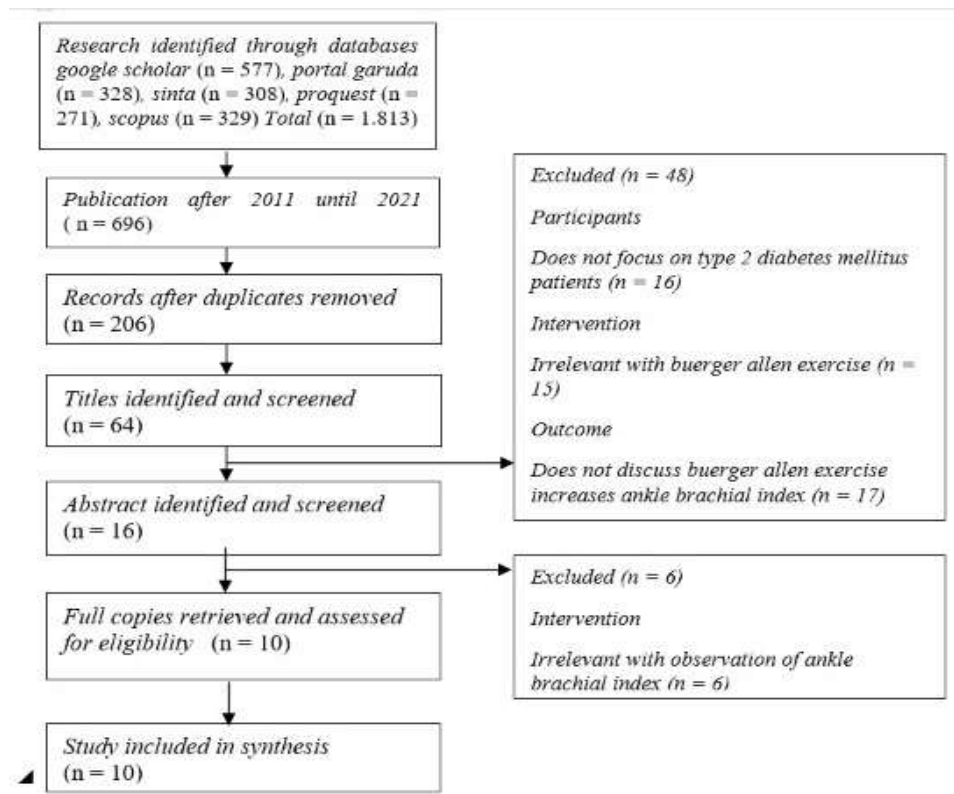 Research identified through databases
google scholar (n = 577), portal garuda
(n = 328), sinta (n = 308), proquest (n =
271), scopus (n = 329) Total (n = 1.813)
Publication after 2011 until 2021
( n = 696)
Records after duplicates removed
(n = 206)
Titles identified and screened
(n = 64)
Abstract identified and screened
(n = 16)
Full copies retrieved and assessed
for eligibility (n = 10)
Study included in synthesis
(n = 10)
Excluded (n = 48)
Participants
Does not focus on type 2 diabetes mellitus
patients (n = 16)
Intervention
Irrelevant with buerger allen exercise (n =
15)
Outcome
Does not discuss buerger allen exercise
increases ankle brachial index (n = 17)
Excluded (n = 6)
Intervention
Irrelevant with observation of ankle
brachial index (n = 6)